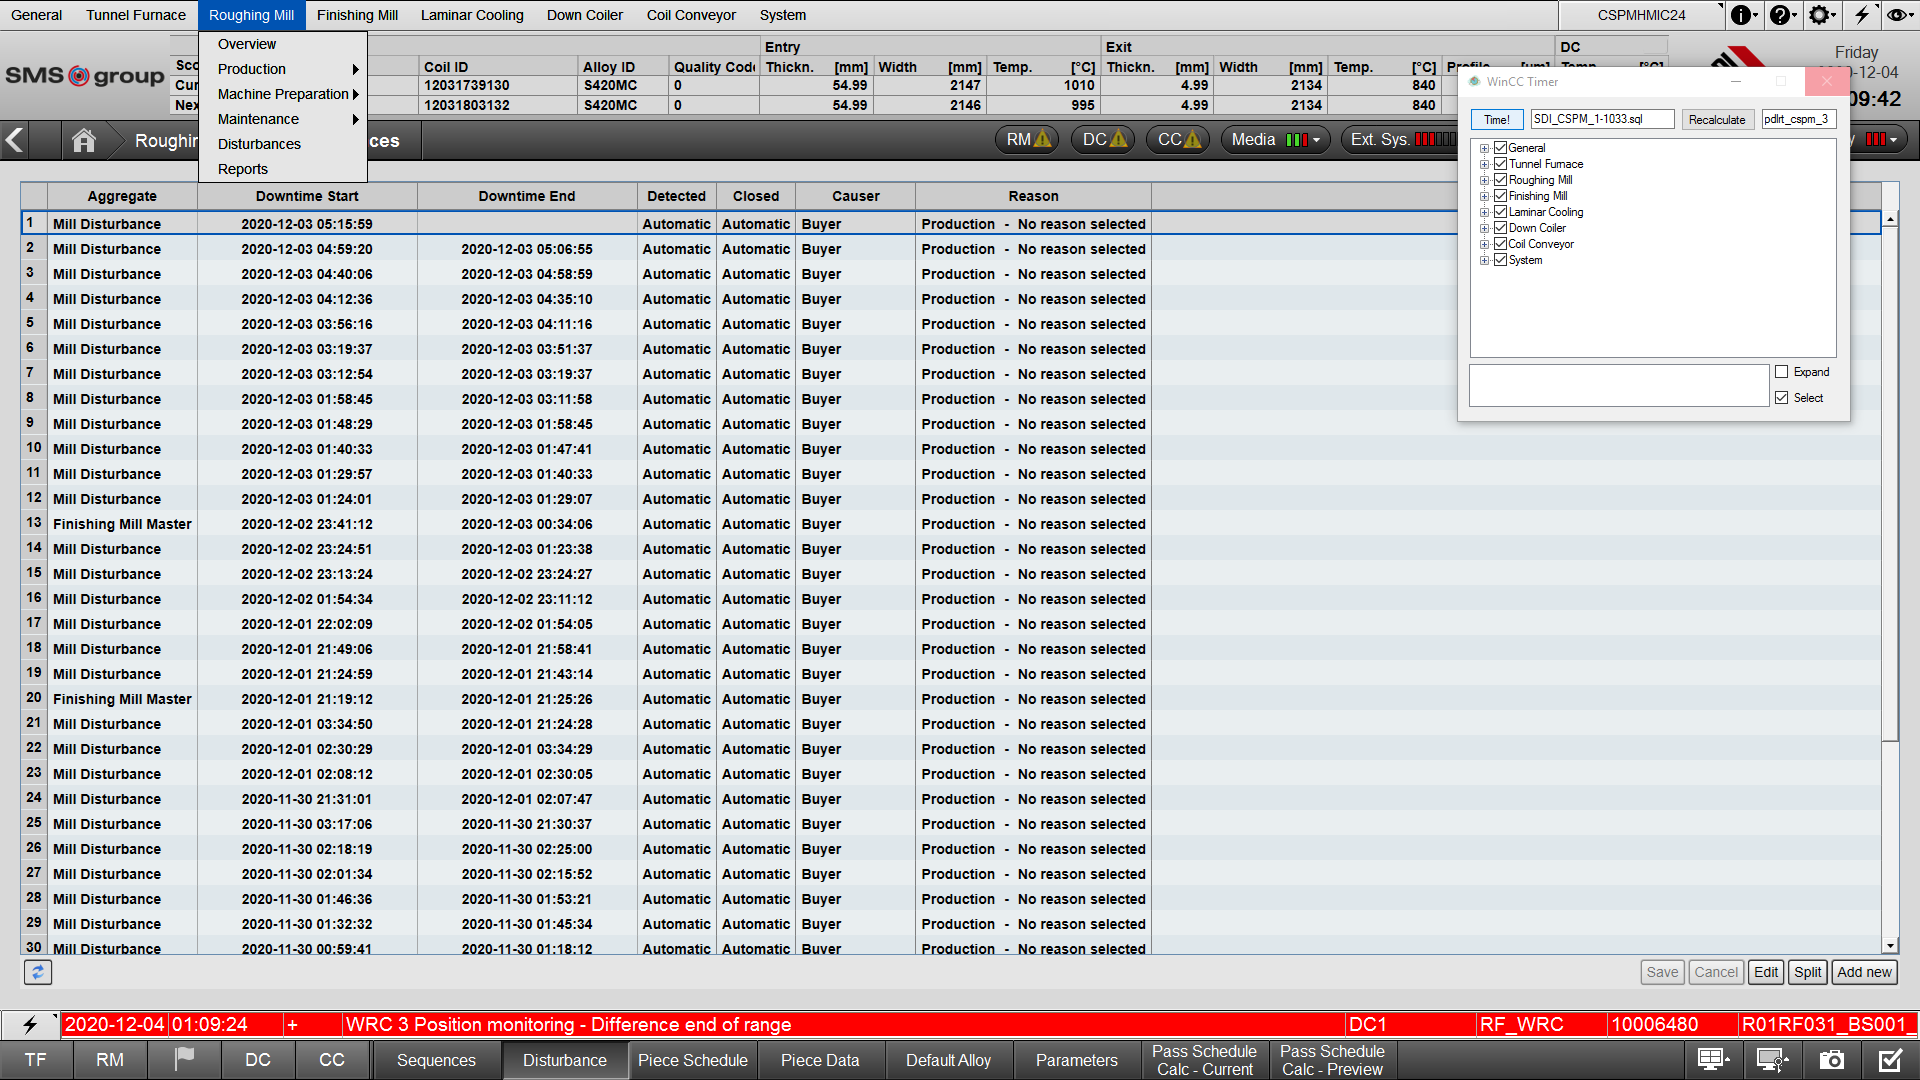 General Tunnel Furnace Roughing Mill Finishing Mill Laminar Cooling Down Coiler Coil Conveyor System CSPMHMIC24
Overview
Production
Machine Preparation
Maintenance
Disturbances
Reports
SMS group
Entry Exit DC
Coil ID Alloy ID Quality Thickn. [mm] Width [mm] Temp. [°C] Thickn. [mm] Width [mm] Temp. [°C]
12031739130 S420MC 0 54.99 2147 1010 4.99 2134 840
12031803132 S420MC 0 54.99 2146 995 4.99 2134 840
Friday
-12-04
09:42
RM DC CC Media Ext. Sys.
WinCC Timer
Time! SDI_CSPM_1-1033.sql Recalculate pdlrt_cspm_3
General
Tunnel Furnace
Roughing Mill
Finishing Mill
Laminar Cooling
Down Coiler
Coil Conveyor
System
Expand
Select
Aggregate Downtime Start Downtime End Detected Closed Causer Reason
1 Mill Disturbance 2020-12-03 05:15:59 Automatic Automatic Buyer Production - No reason selected
2 Mill Disturbance 2020-12-03 04:59:20 2020-12-03 05:06:55 Automatic Automatic Buyer Production - No reason selected
3 Mill Disturbance 2020-12-03 04:40:06 2020-12-03 04:58:59 Automatic Automatic Buyer Production - No reason selected
4 Mill Disturbance 2020-12-03 04:12:36 2020-12-03 04:35:10 Automatic Automatic Buyer Production - No reason selected
5 Mill Disturbance 2020-12-03 03:56:16 2020-12-03 04:11:16 Automatic Automatic Buyer Production - No reason selected
6 Mill Disturbance 2020-12-03 03:19:37 2020-12-03 03:51:37 Automatic Automatic Buyer Production - No reason selected
7 Mill Disturbance 2020-12-03 03:12:54 2020-12-03 03:19:37 Automatic Automatic Buyer Production - No reason selected
8 Mill Disturbance 2020-12-03 01:58:45 2020-12-03 03:11:58 Automatic Automatic Buyer Production - No reason selected
9 Mill Disturbance 2020-12-03 01:48:29 2020-12-03 01:58:45 Automatic Automatic Buyer Production - No reason selected
10 Mill Disturbance 2020-12-03 01:40:33 2020-12-03 01:47:41 Automatic Automatic Buyer Production - No reason selected
11 Mill Disturbance 2020-12-03 01:29:57 2020-12-03 01:40:33 Automatic Automatic Buyer Production - No reason selected
12 Mill Disturbance 2020-12-03 01:24:01 2020-12-03 01:29:07 Automatic Automatic Buyer Production - No reason selected
13 Finishing Mill Master 2020-12-02 23:41:12 2020-12-03 00:34:06 Automatic Automatic Buyer Production - No reason selected
14 Mill Disturbance 2020-12-02 23:24:51 2020-12-03 01:23:38 Automatic Automatic Buyer Production - No reason selected
15 Mill Disturbance 2020-12-02 23:13:24 2020-12-02 23:24:27 Automatic Automatic Buyer Production - No reason selected
16 Mill Disturbance 2020-12-02 01:54:34 2020-12-02 23:11:12 Automatic Automatic Buyer Production - No reason selected
17 Mill Disturbance 2020-12-01 22:02:09 2020-12-02 01:54:05 Automatic Automatic Buyer Production - No reason selected
18 Mill Disturbance 2020-12-01 21:49:06 2020-12-01 21:58:41 Automatic Automatic Buyer Production - No reason selected
19 Mill Disturbance 2020-12-01 21:24:59 2020-12-01 21:43:14 Automatic Automatic Buyer Production - No reason selected
20 Finishing Mill Master 2020-12-01 21:19:12 2020-12-01 21:25:26 Automatic Automatic Buyer Production - No reason selected
21 Mill Disturbance 2020-12-01 03:34:50 2020-12-01 21:24:28 Automatic Automatic Buyer Production - No reason selected
22 Mill Disturbance 2020-12-01 02:30:29 2020-12-01 03:34:29 Automatic Automatic Buyer Production - No reason selected
23 Mill Disturbance 2020-12-01 02:08:12 2020-12-01 02:30:05 Automatic Automatic Buyer Production - No reason selected
24 Mill Disturbance 2020-11-30 21:31:01 2020-12-01 02:07:47 Automatic Automatic Buyer Production - No reason selected
25 Mill Disturbance 2020-11-30 03:17:06 2020-11-30 21:30:37 Automatic Automatic Buyer Production - No reason selected
26 Mill Disturbance 2020-11-30 02:18:19 2020-11-30 02:25:00 Automatic Automatic Buyer Production - No reason selected
27 Mill Disturbance 2020-11-30 02:01:34 2020-11-30 02:15:52 Automatic Automatic Buyer Production - No reason selected
28 Mill Disturbance 2020-11-30 01:46:36 2020-11-30 01:53:21 Automatic Automatic Buyer Production - No reason selected
29 Mill Disturbance 2020-11-30 01:32:32 2020-11-30 01:45:34 Automatic Automatic Buyer Production - No reason selected
30 Mill Disturbance 2020-11-30 00:59:41 2020-11-30 01:18:12 Automatic Automatic Buyer Production - No reason selected
Save Cancel Edit Split Add new
2020-12-04 01:09:24 + WRC 3 Position monitoring - Difference end of range DC1 RF_WRC 10006480 R01RF031_BS001_
TF RM DC CC Sequences Disturbance Piece Schedule Piece Data Default Alloy Parameters Pass Schedule Calc - Current Pass Schedule Calc - Preview